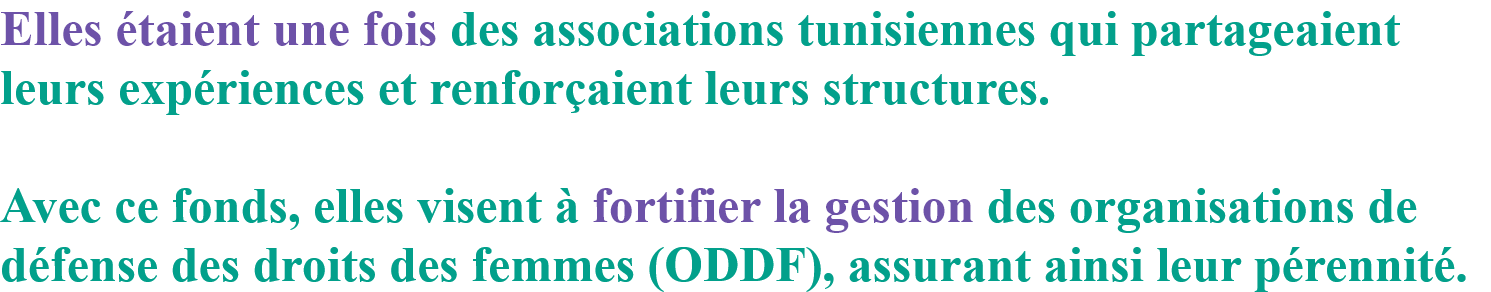 Elles étaient une fois des associations tunisiennes qui partageaient
leurs expériences et renforçaient leurs structures.
Avec ce fonds, elles visent à fortifier la gestion des organisations de
défense des droits des femmes (ODDF), assurant ainsi leur pérennité.